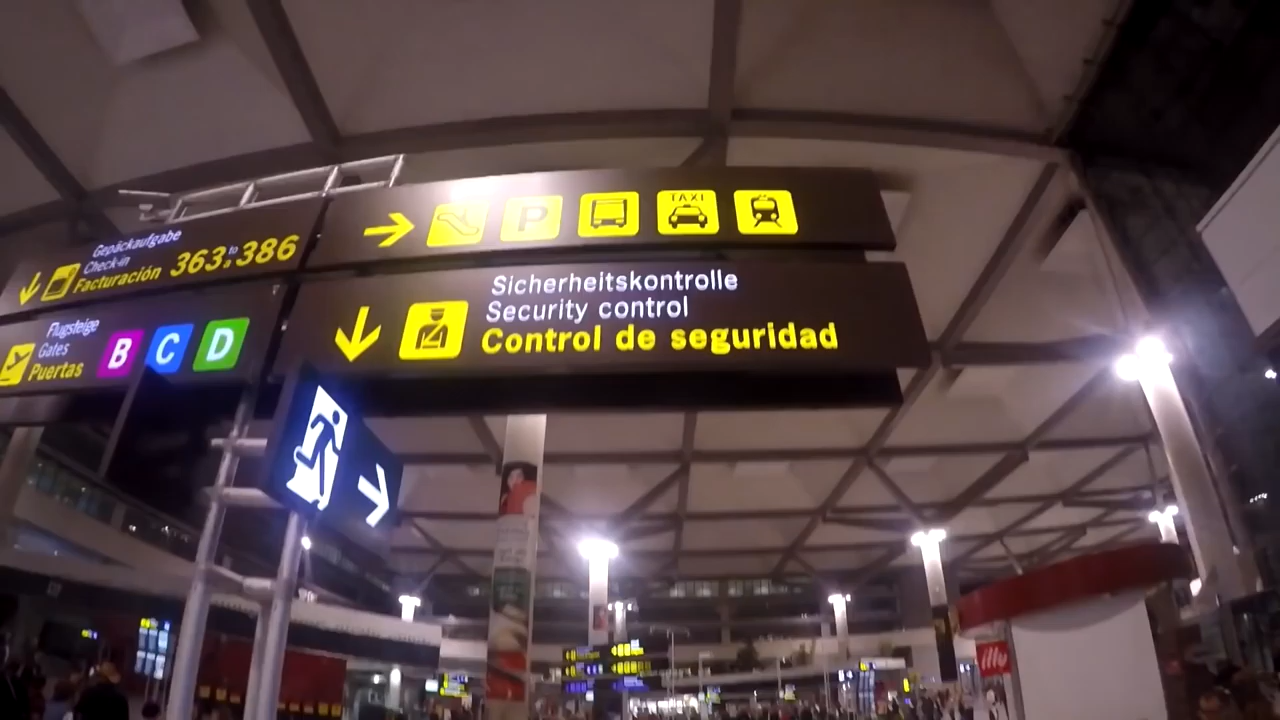 Gepäckaufgabe
Check-in
Facturación 363 to a 386
Flugsteige
Gates
Puertas
B C D
P TAXI
Sicherheitskontrolle
Security control
Control de seguridad
illy